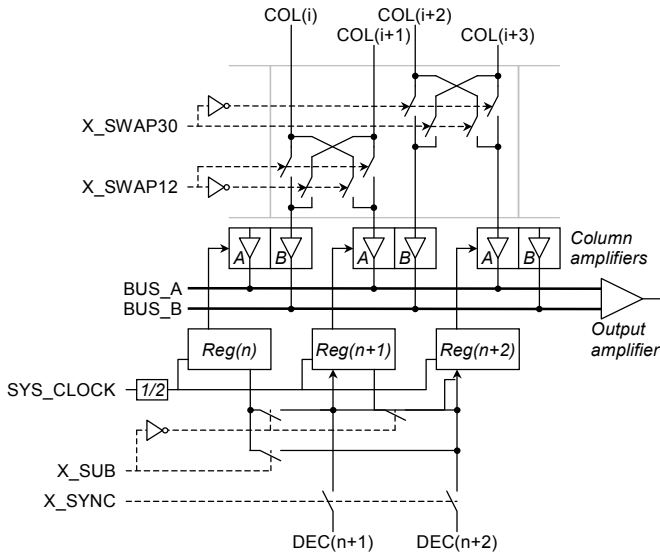 COL(i) COL(i+2)
COL(i+1) COL(i+3)
X_SWAP30
X_SWAP12
A B A B A B Column
amplifiers
BUS_A
BUS_B
Output
amplifier
Reg(n) Reg(n+1) Reg(n+2)
SYS_CLOCK 1/2
X_SUB
X_SYNC
DEC(n+1) DEC(n+2)